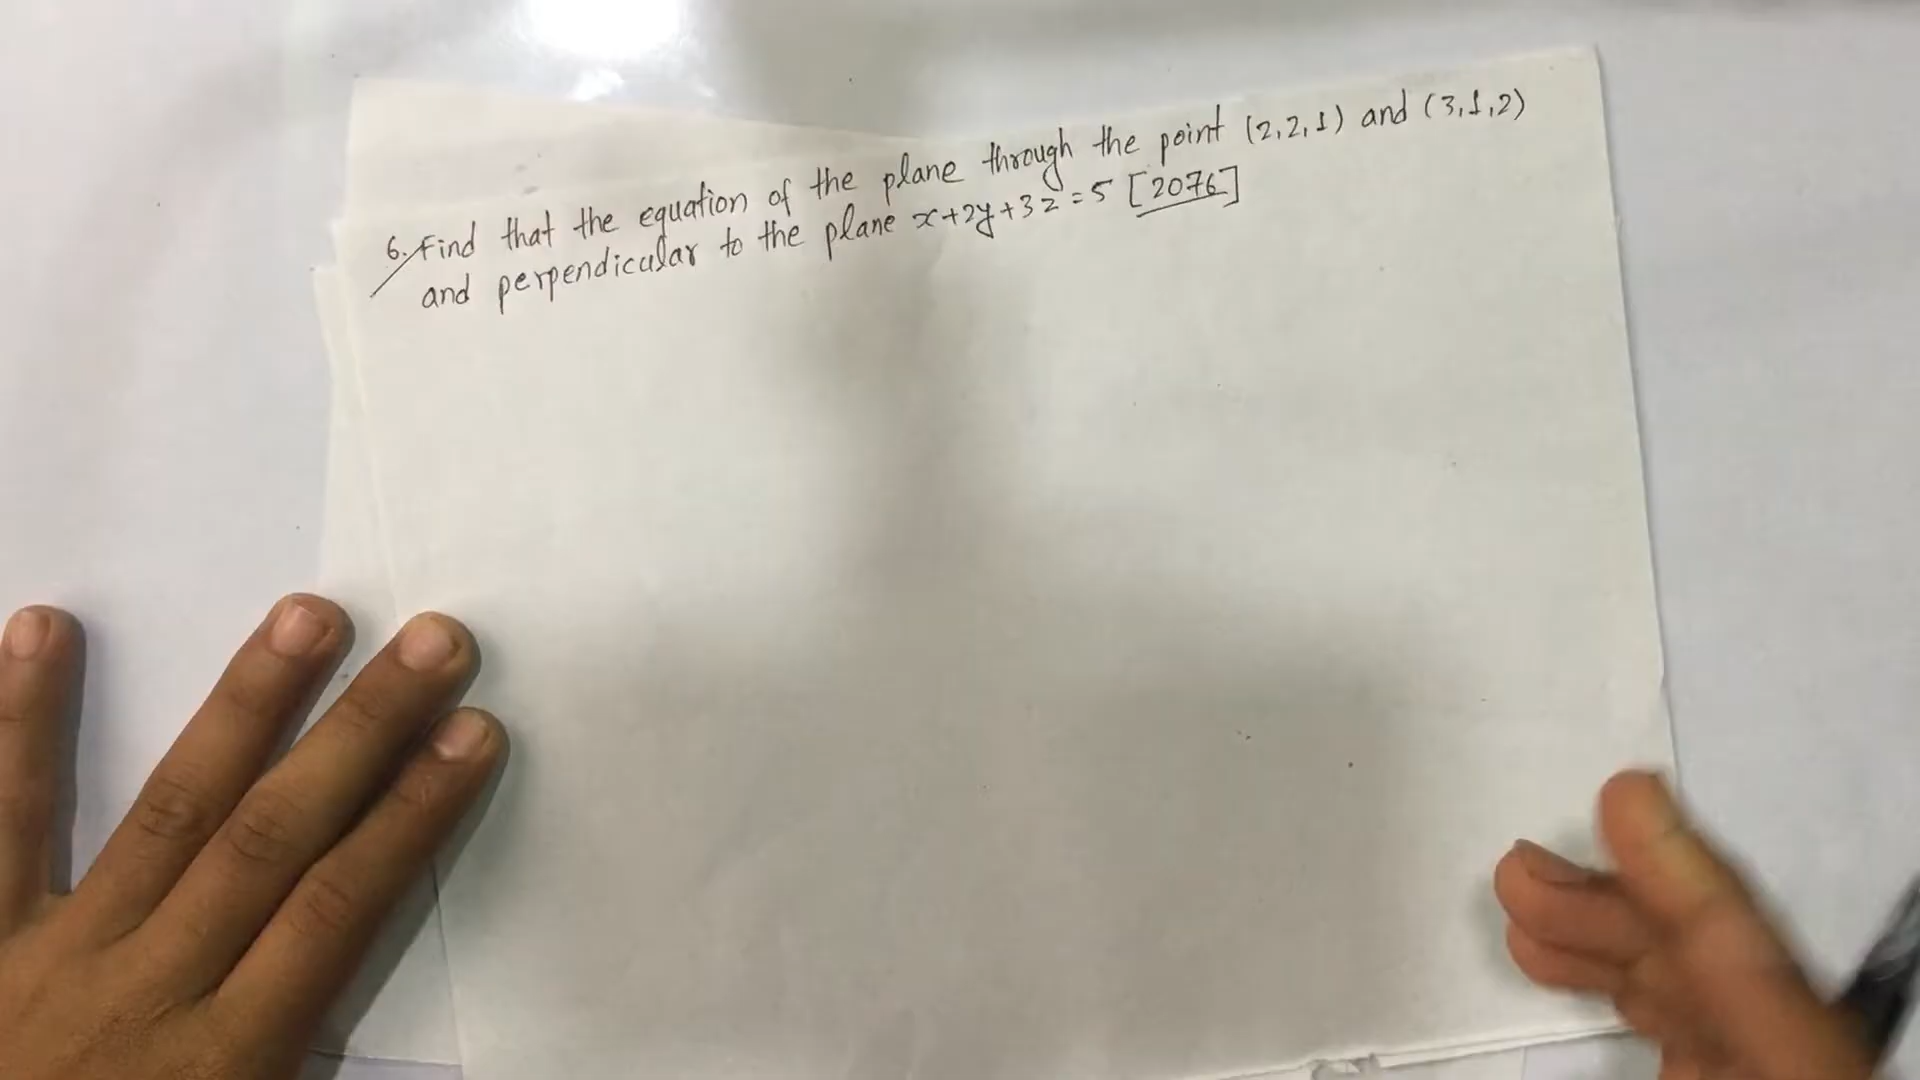 6. Find that the equation of the plane through the point (2,2,1) and (3,1,2)
and perpendicular to the plane x+2y+3z=5 [2076]